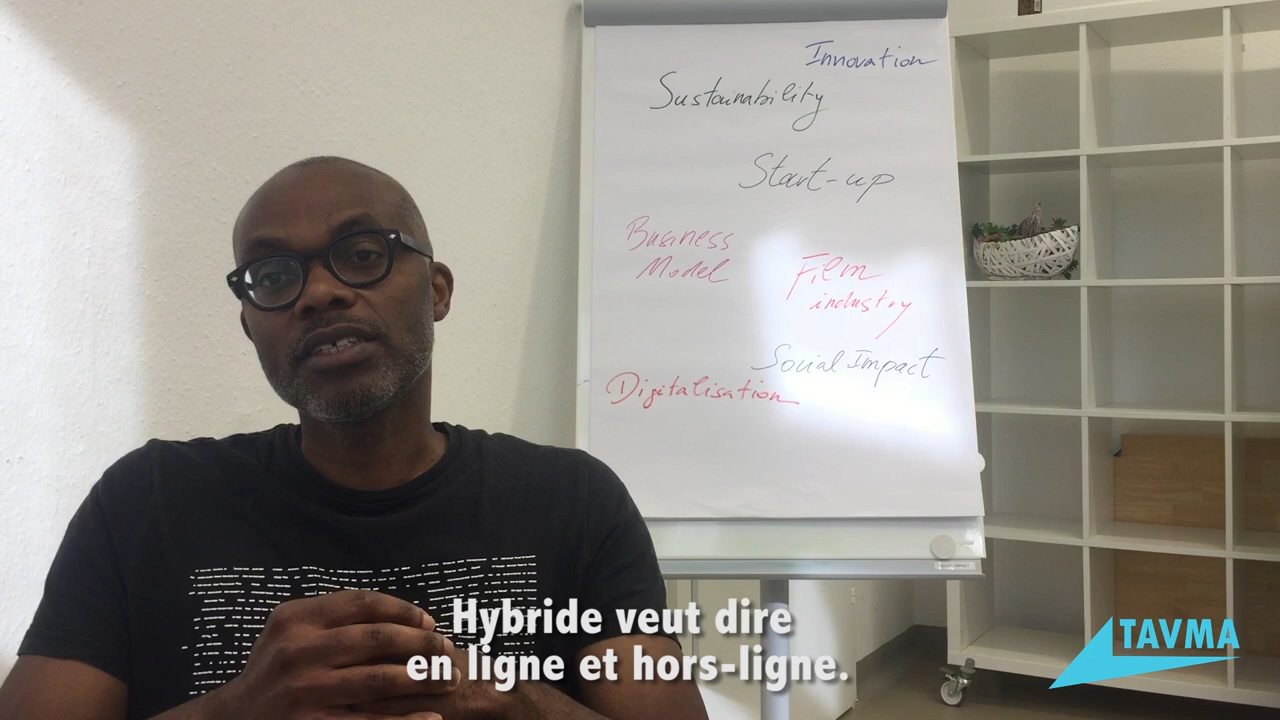 Innovation
Sustainability
Start-up
Business
Model
Film
industry
Social Impact
Digitalisation
Hybride veut dire
en ligne et hors-ligne.
TAVMA